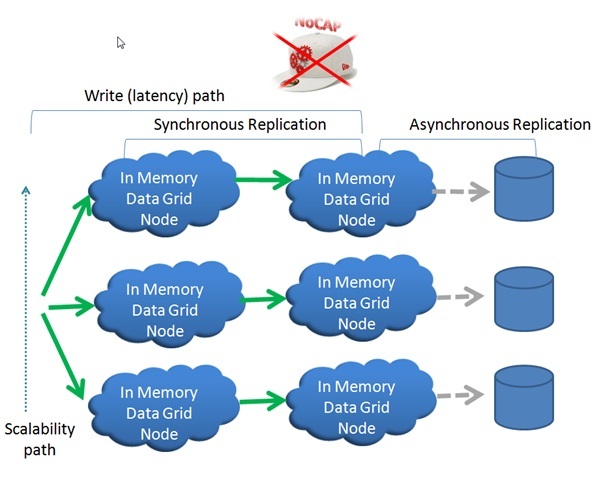 NoCAP
Write (latency) path
Synchronous Replication
Asynchronous Replication
In Memory
Data Grid
Node
In Memory
Data Grid
Node
In Memory
Data Grid
Node
In Memory
Data Grid
Node
In Memory
Data Grid
Node
In Memory
Data Grid
Node
Scalability
path